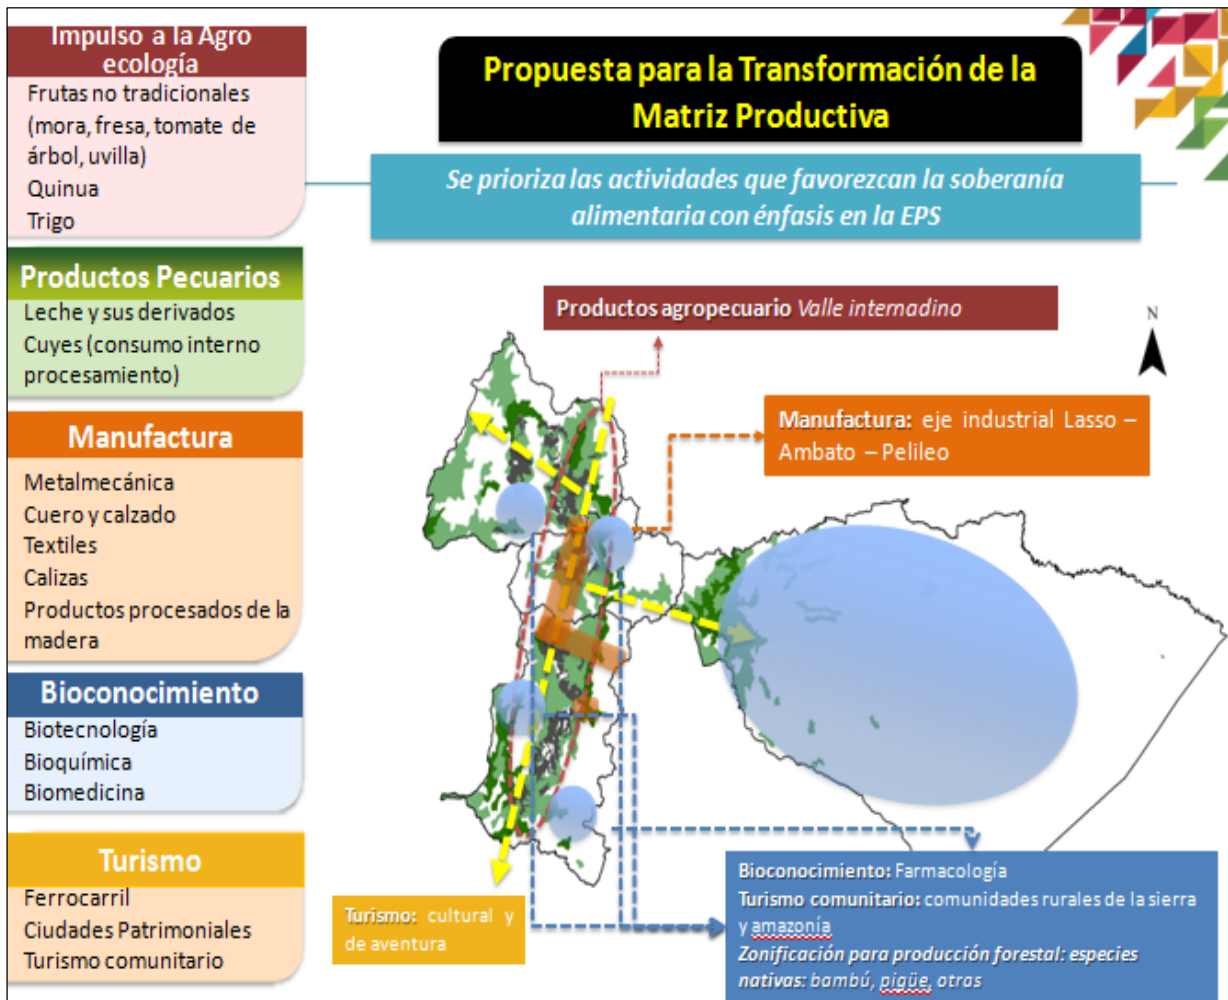 Impulso a la Agro
ecología
Frutas no tradicionales
(mora, fresa, tomate de
árbol, uvilla)
Quinua
Trigo
Productos Pecuarios
Leche y sus derivados
Cuyes (consumo interno
procesamiento)
Manufactura
Metalmecánica
Cuero y calzado
Textiles
Calizas
Productos procesados de la
madera
Bioconocimiento
Biotecnología
Bioquímica
Biomedicina
Turismo
Ferrocarril
Ciudades Patrimoniales
Turismo comunitario
Propuesta para la Transformación de la
Matriz Productiva
Se prioriza las actividades que favorezcan la soberanía
alimentaria con énfasis en la EPS
Productos agropecuario Valle internadino
N
Manufactura: eje industrial Lasso –
Ambato – Pelileo
Turismo: cultural y
de aventura
Bioconocimiento: Farmacología
Turismo comunitario: comunidades rurales de la sierra
y amazonía
Zonificación para producción forestal: especies
nativas: bambú, pigüe, otras